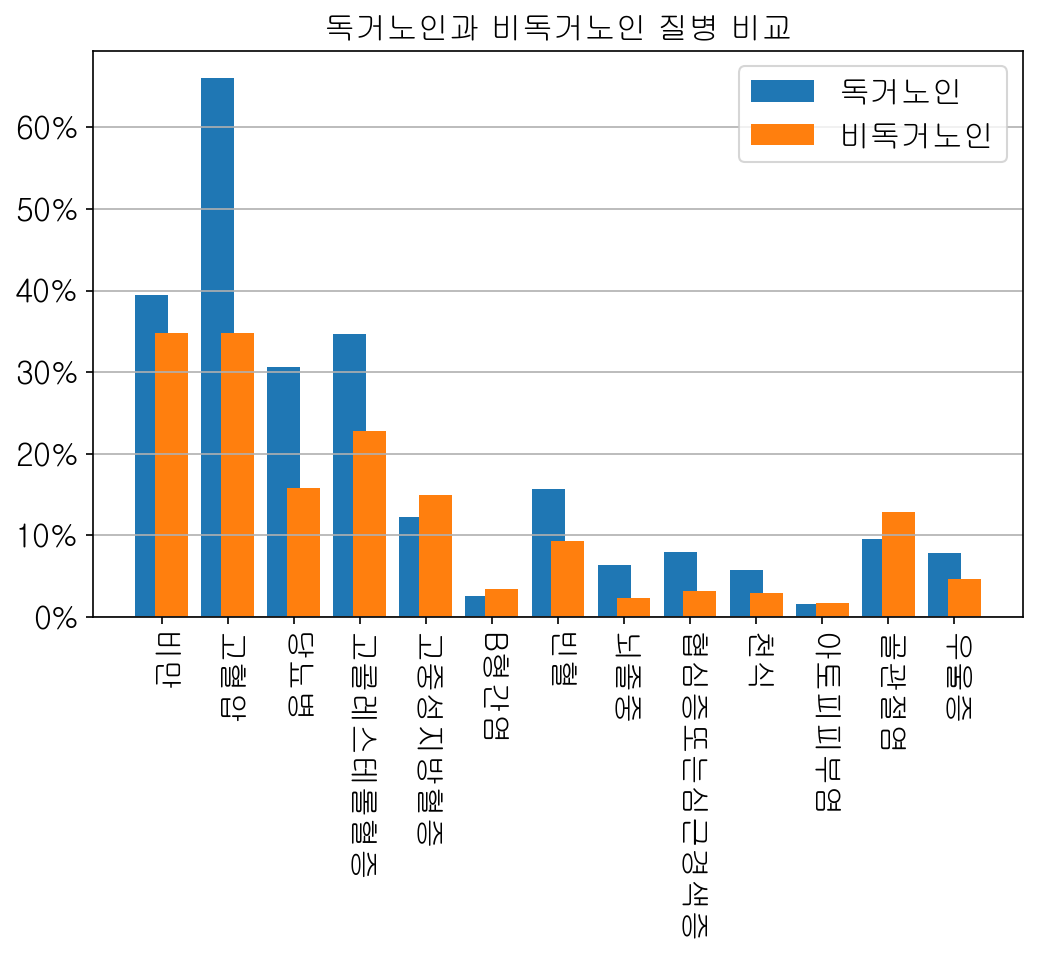 독거노인과 비독거노인 질병 비교
독거노인
비독거노인
60%
50%
40%
30%
20%
10%
0%
비만
고혈압
당뇨병
고콜레스테롤혈증
고중성지방혈증
B형간염
빈혈
뇌졸중
협심증또는심근경색증
천식
아토피피부염
골관절염
우울증